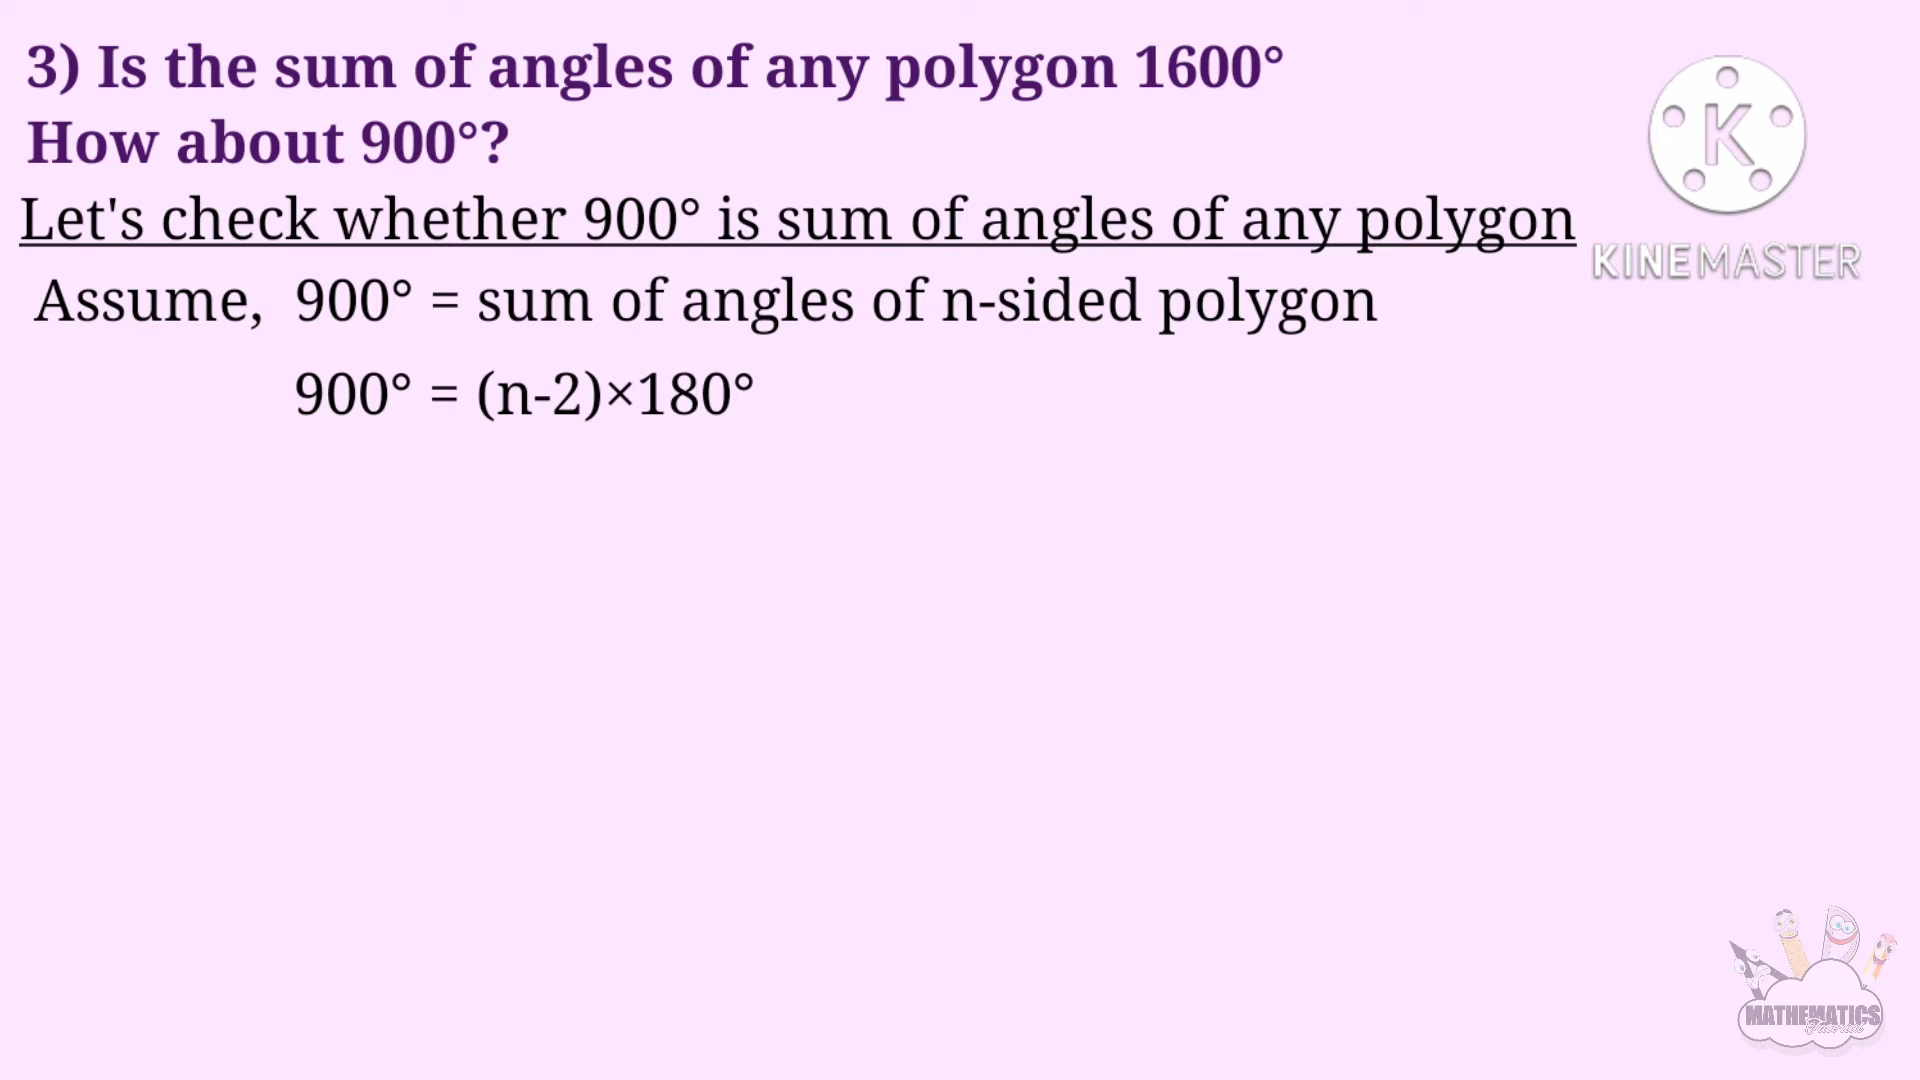 3) Is the sum of angles of any polygon 1600°
How about 900°?
Let's check whether 900° is sum of angles of any polygon
Assume, 900° = sum of angles of n-sided polygon
900° = (n-2)×180°
K
KINEMASTER
MATHEMATICS
Tutorial